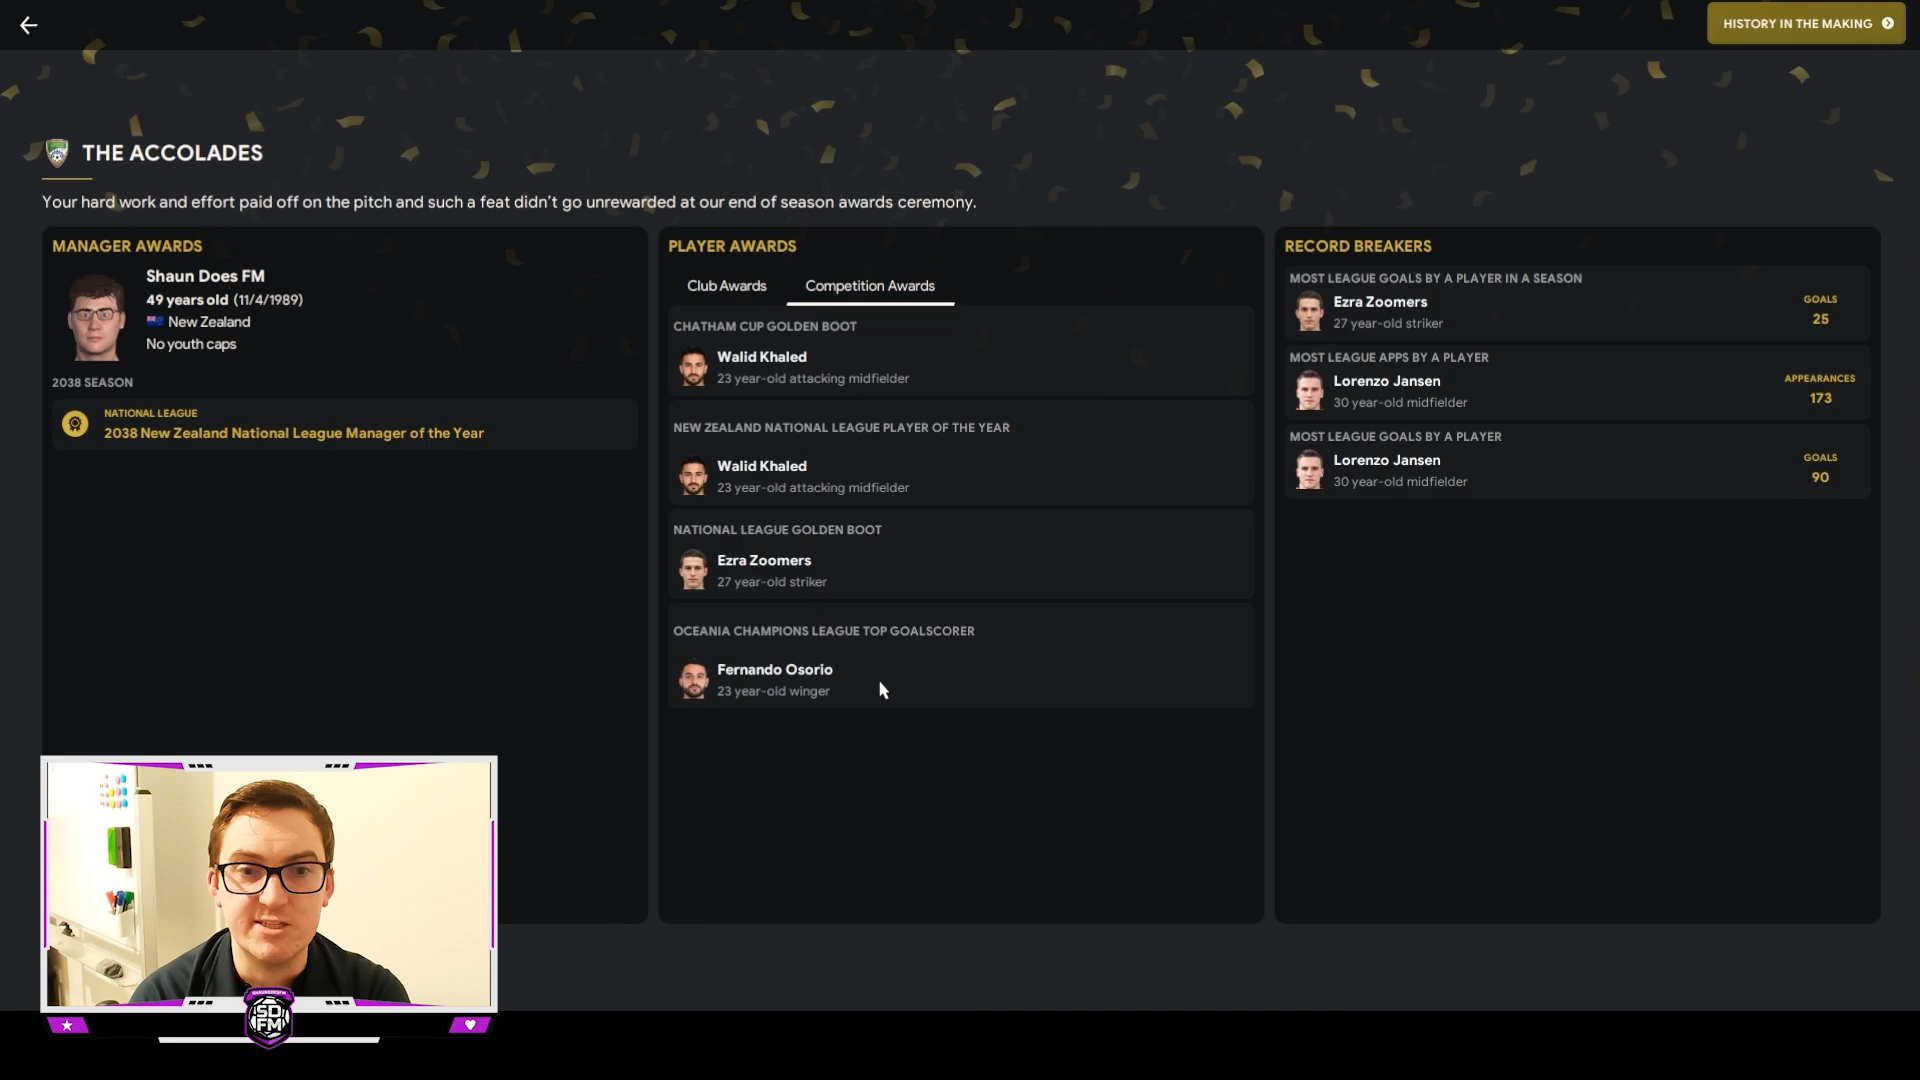 HISTORY IN THE MAKING
THE ACCOLADES
Your hard work and effort paid off on the pitch and such a feat didn't go unrewarded at our end of season awards ceremony.
MANAGER AWARDS
Shaun Does FM
49 years old (11/4/1989)
New Zealand
No youth caps
2038 SEASON
NATIONAL LEAGUE
2038 New Zealand National League Manager of the Year
PLAYER AWARDS
Club Awards
Competition Awards
CHATHAM CUP GOLDEN BOOT
Walid Khaled
23 year-old attacking midfielder
NEW ZEALAND NATIONAL LEAGUE PLAYER OF THE YEAR
Walid Khaled
23 year-old attacking midfielder
NATIONAL LEAGUE GOLDEN BOOT
Ezra Zoomers
27 year-old striker
OCEANIA CHAMPIONS LEAGUE TOP GOALSCORER
Fernando Osorio
23 year-old winger
RECORD BREAKERS
MOST LEAGUE GOALS BY A PLAYER IN A SEASON
Ezra Zoomers
27 year-old striker
GOALS
25
MOST LEAGUE APPS BY A PLAYER
Lorenzo Jansen
30 year-old midfielder
APPEARANCES
173
MOST LEAGUE GOALS BY A PLAYER
Lorenzo Jansen
30 year-old midfielder
GOALS
90
SD
FM